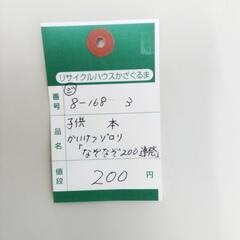 リサイクルハウスかざぐるま
番号 8-168 3
品名 子供 本
かいけつゾロリ
「なぞなぞ200連発」
値段 200 円